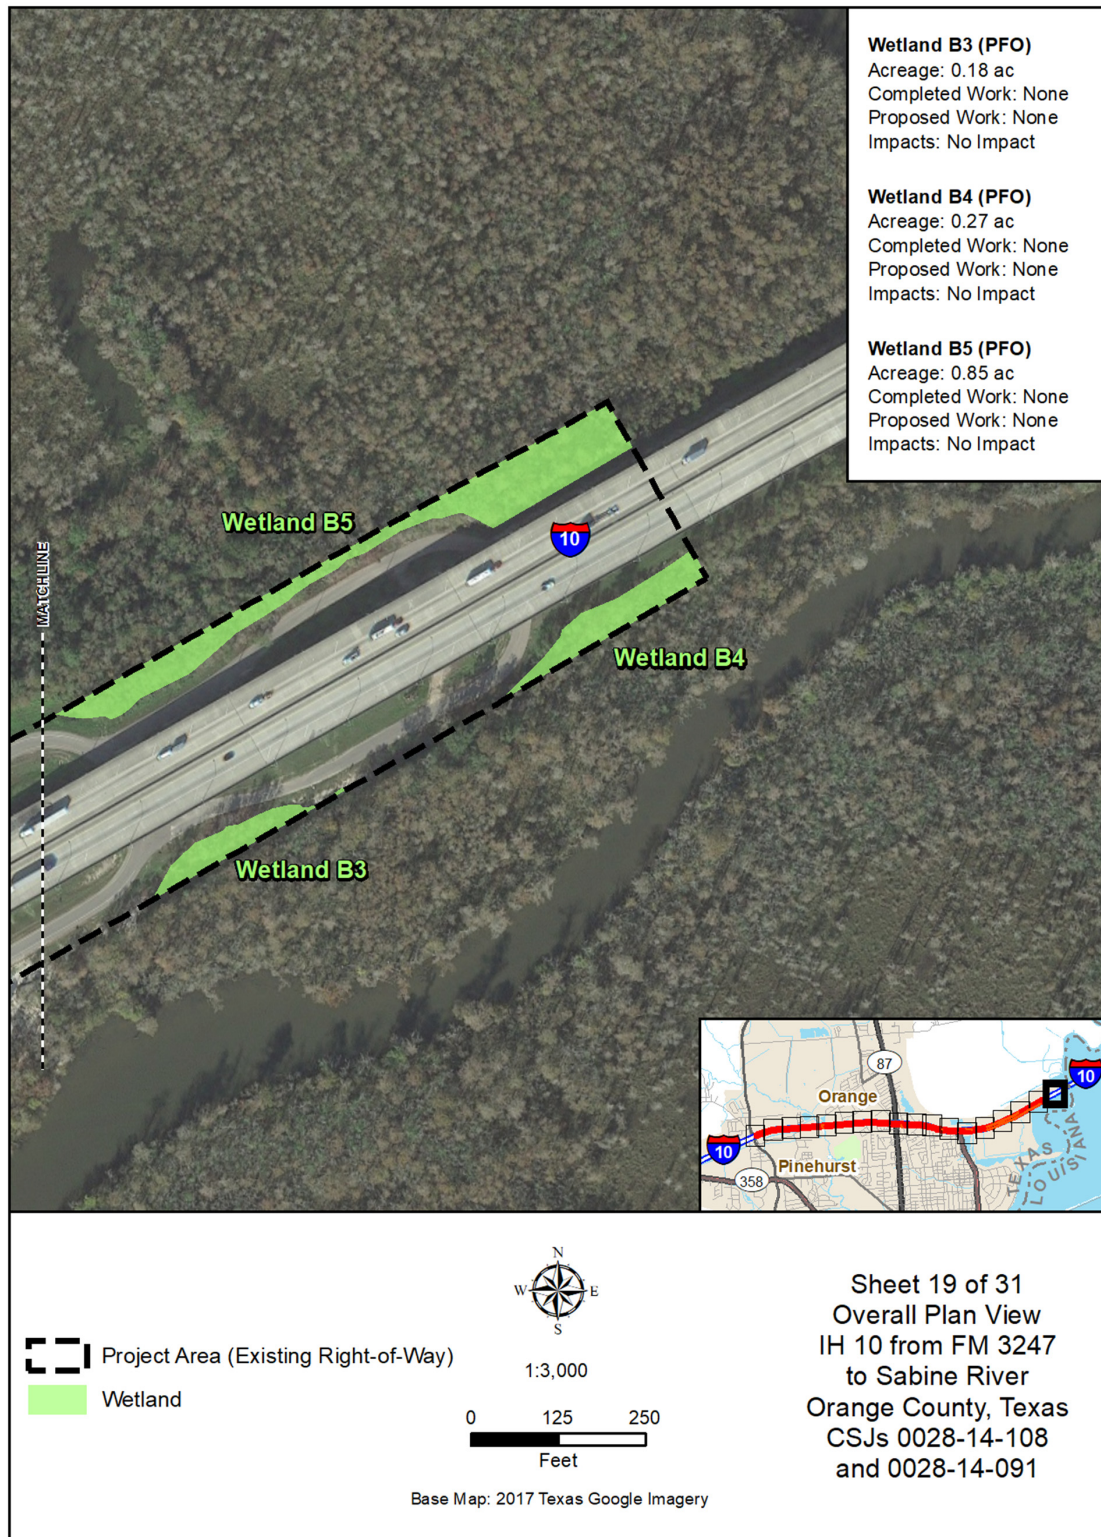 Wetland B3 (PFO)
Acreage: 0.18 ac
Completed Work: None
Proposed Work: None
Impacts: No Impact
Wetland B4 (PFO)
Acreage: 0.27 ac
Completed Work: None
Proposed Work: None
Impacts: No Impact
Wetland B5 (PFO)
Acreage: 0.85 ac
Completed Work: None
Proposed Work: None
Impacts: No Impact
Wetland B5
10
MATCHLINE
Wetland B4
Wetland B3
87
10
Orange
10
Pinehurst
358
TEXAS
LOUISIANA
N
W E
S
Project Area (Existing Right-of-Way)
Wetland
1:3,000
0 125 250
Feet
Base Map: 2017 Texas Google Imagery
Sheet 19 of 31
Overall Plan View
IH 10 from FM 3247
to Sabine River
Orange County, Texas
CSJs 0028-14-108
and 0028-14-091